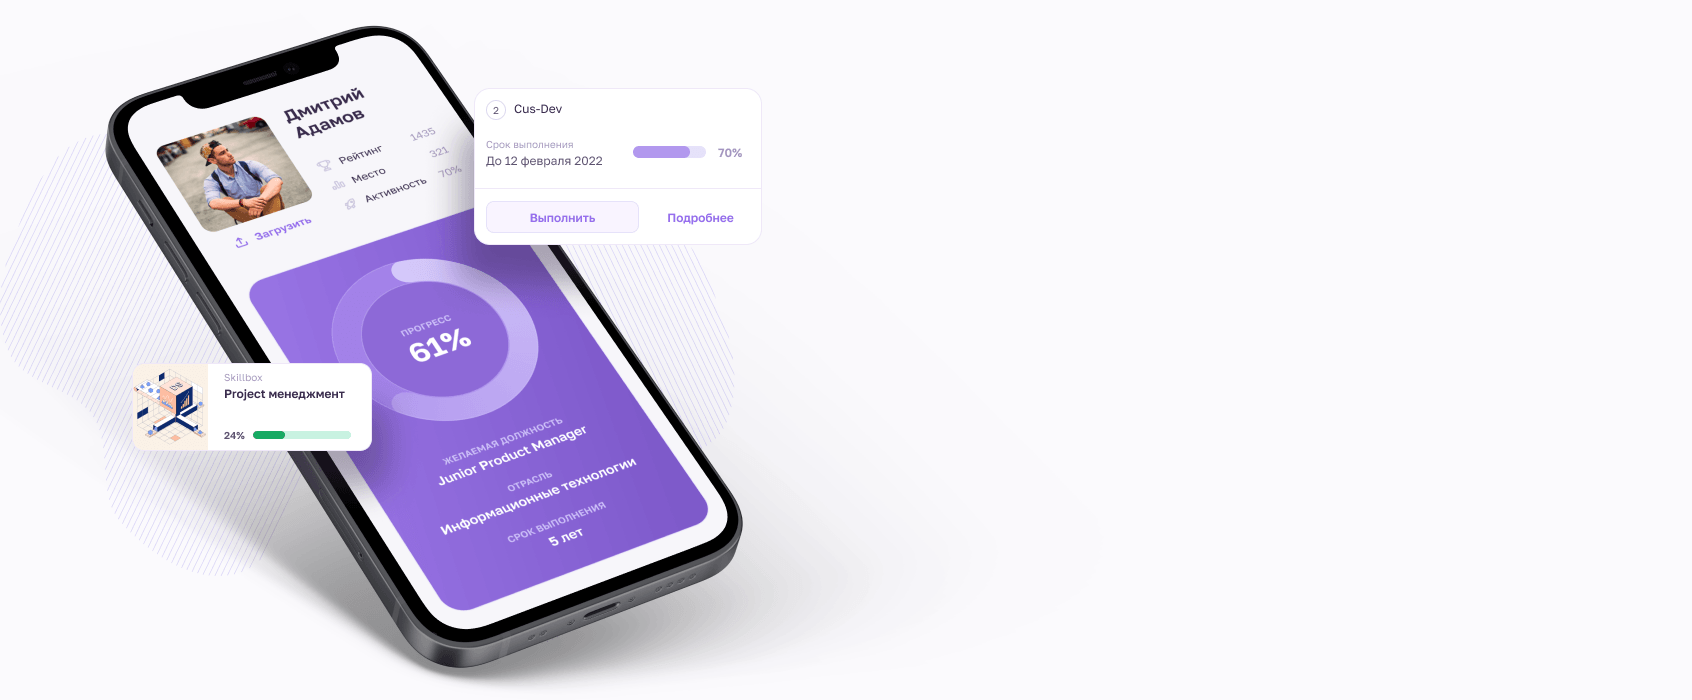 Дмитрий
Адамов
Рейтинг 1435
Место 321
Активность 70%
Загрузить
2 Cus-Dev
Срок выполнения
До 12 февраля 2022
70%
Выполнить Подробнее
ПРОГРЕСС
61%
Skillbox
Project менеджмент
24%
ЖЕЛАЕМАЯ ДОЛЖНОСТЬ
Junior Product Manager
ОТРАСЛЬ
Информационные технологии
СРОК ВЫПОЛНЕНИЯ
5 лет